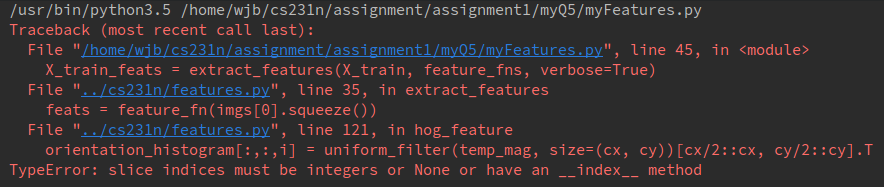 /usr/bin/python3.5 /home/wjb/cs231n/assignment/assignment1/myQ5/myFeatures.py
Traceback (most recent call last):
  File "/home/wjb/cs231n/assignment/assignment1/myQ5/myFeatures.py", line 45, in <module>
    X_train_feats = extract_features(X_train, feature_fns, verbose=True)
  File "../cs231n/features.py", line 35, in extract_features
    feats = feature_fn(imgs[0].squeeze())
  File "../cs231n/features.py", line 121, in hog_feature
    orientation_histogram[:,:,i] = uniform_filter(temp_mag, size=(cx, cy))[cx/2::cx, cy/2::cy].T
TypeError: slice indices must be integers or None or have an __index__ method